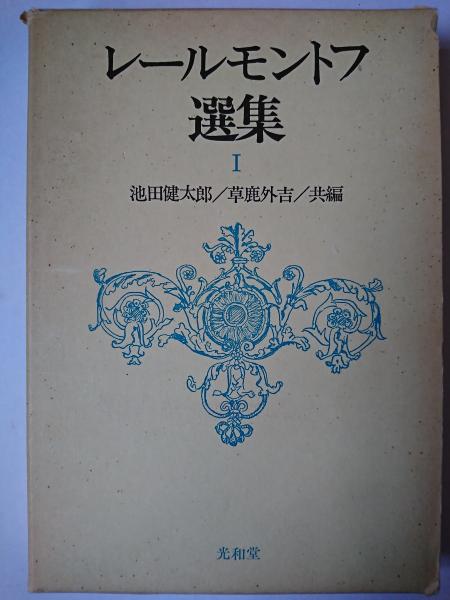 レールモントフ
選集
I
池田健太郎/草鹿外吉/共編
光和堂